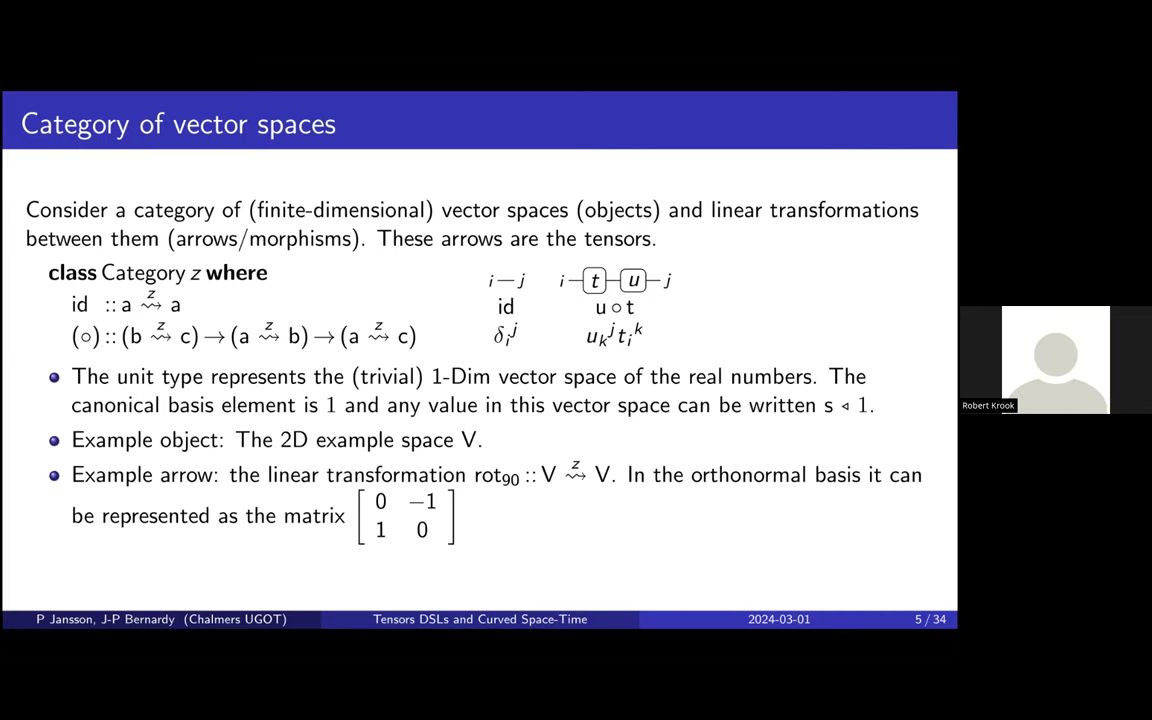 Category of vector spaces
Consider a category of (finite-dimensional) vector spaces (objects) and linear transformations
between them (arrows/morphisms). These arrows are the tensors.
class Category z where
id :: a ⇝ᶻ a
(∘) :: (b ⇝ᶻ c) → (a ⇝ᶻ b) → (a ⇝ᶻ c)
i — j i — t — u — j
id u ∘ t
δᵢʲ uₖʲtᵢᵏ
The unit type represents the (trivial) 1-Dim vector space of the real numbers. The
canonical basis element is 1 and any value in this vector space can be written s ◃ 1.
Example object: The 2D example space V.
Example arrow: the linear transformation rot₉₀ :: V ⇝ᶻ V. In the orthonormal basis it can
be represented as the matrix [ 0 −1
1 0 ]
P Jansson, J-P Bernardy (Chalmers UGOT) Tensors DSLs and Curved Space-Time 2024-03-01 5 / 34
Robert Krook